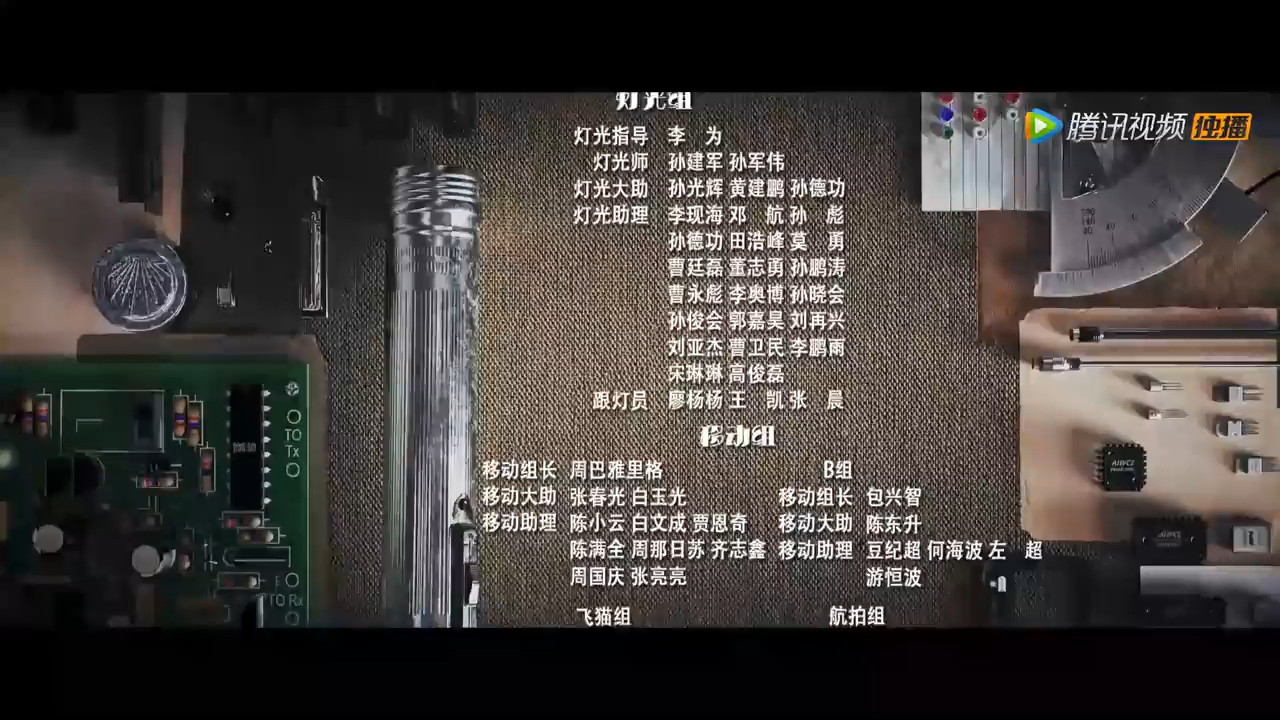 灯光组
腾讯视频 独播
灯光指导 李 为
灯光师 孙建军 孙军伟
灯光大助 孙光辉 黄建鹏 孙德功
灯光助理 李现海 邓 航 孙 彪
孙德功 田浩峰 莫 勇
曹廷磊 董志勇 孙鹏涛
曹永彪 李奥博 孙晓会
孙俊会 郭嘉昊 刘再兴
刘亚杰 曹卫民 李鹏雨
宋琳琳 高俊磊
跟灯员 廖杨杨 王 凯 张 晨
移动组
移动组长 周巴雅里格
移动大助 张春光 白玉光
移动助理 陈小云 白文成 贾恩奇
陈满全 周那日苏 齐志鑫
周国庆 张亮亮
B组
移动组长 包兴智
移动大助 陈东升
移动助理 豆纪超 何海波 左 超
游恒波
飞猫组
航拍组
TO
Tx
TO Rx